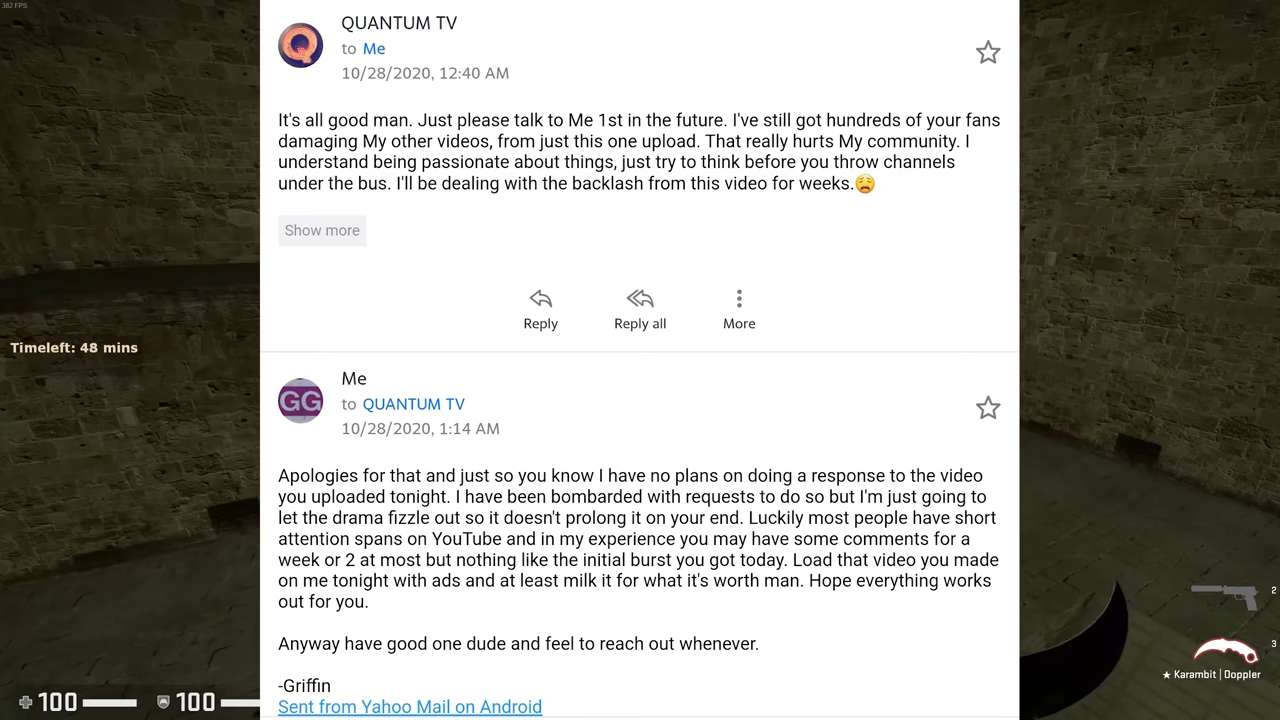 382 FPS
QUANTUM TV
to Me
10/28/2020, 12:40 AM
It's all good man. Just please talk to Me 1st in the future. I've still got hundreds of your fans
damaging My other videos, from just this one upload. That really hurts My community. I
understand being passionate about things, just try to think before you throw channels
under the bus. I'll be dealing with the backlash from this video for weeks.😩
Show more
Reply
Reply all
More
Timeleft: 48 mins
GG
Me
to QUANTUM TV
10/28/2020, 1:14 AM
Apologies for that and just so you know I have no plans on doing a response to the video
you uploaded tonight. I have been bombarded with requests to do so but I'm just going to
let the drama fizzle out so it doesn't prolong it on your end. Luckily most people have short
attention spans on YouTube and in my experience you may have some comments for a
week or 2 at most but nothing like the initial burst you got today. Load that video you made
on me tonight with ads and at least milk it for what it's worth man. Hope everything works
out for you.
Anyway have good one dude and feel to reach out whenever.
-Griffin
Sent from Yahoo Mail on Android
2
3
★ Karambit | Doppler
100
100